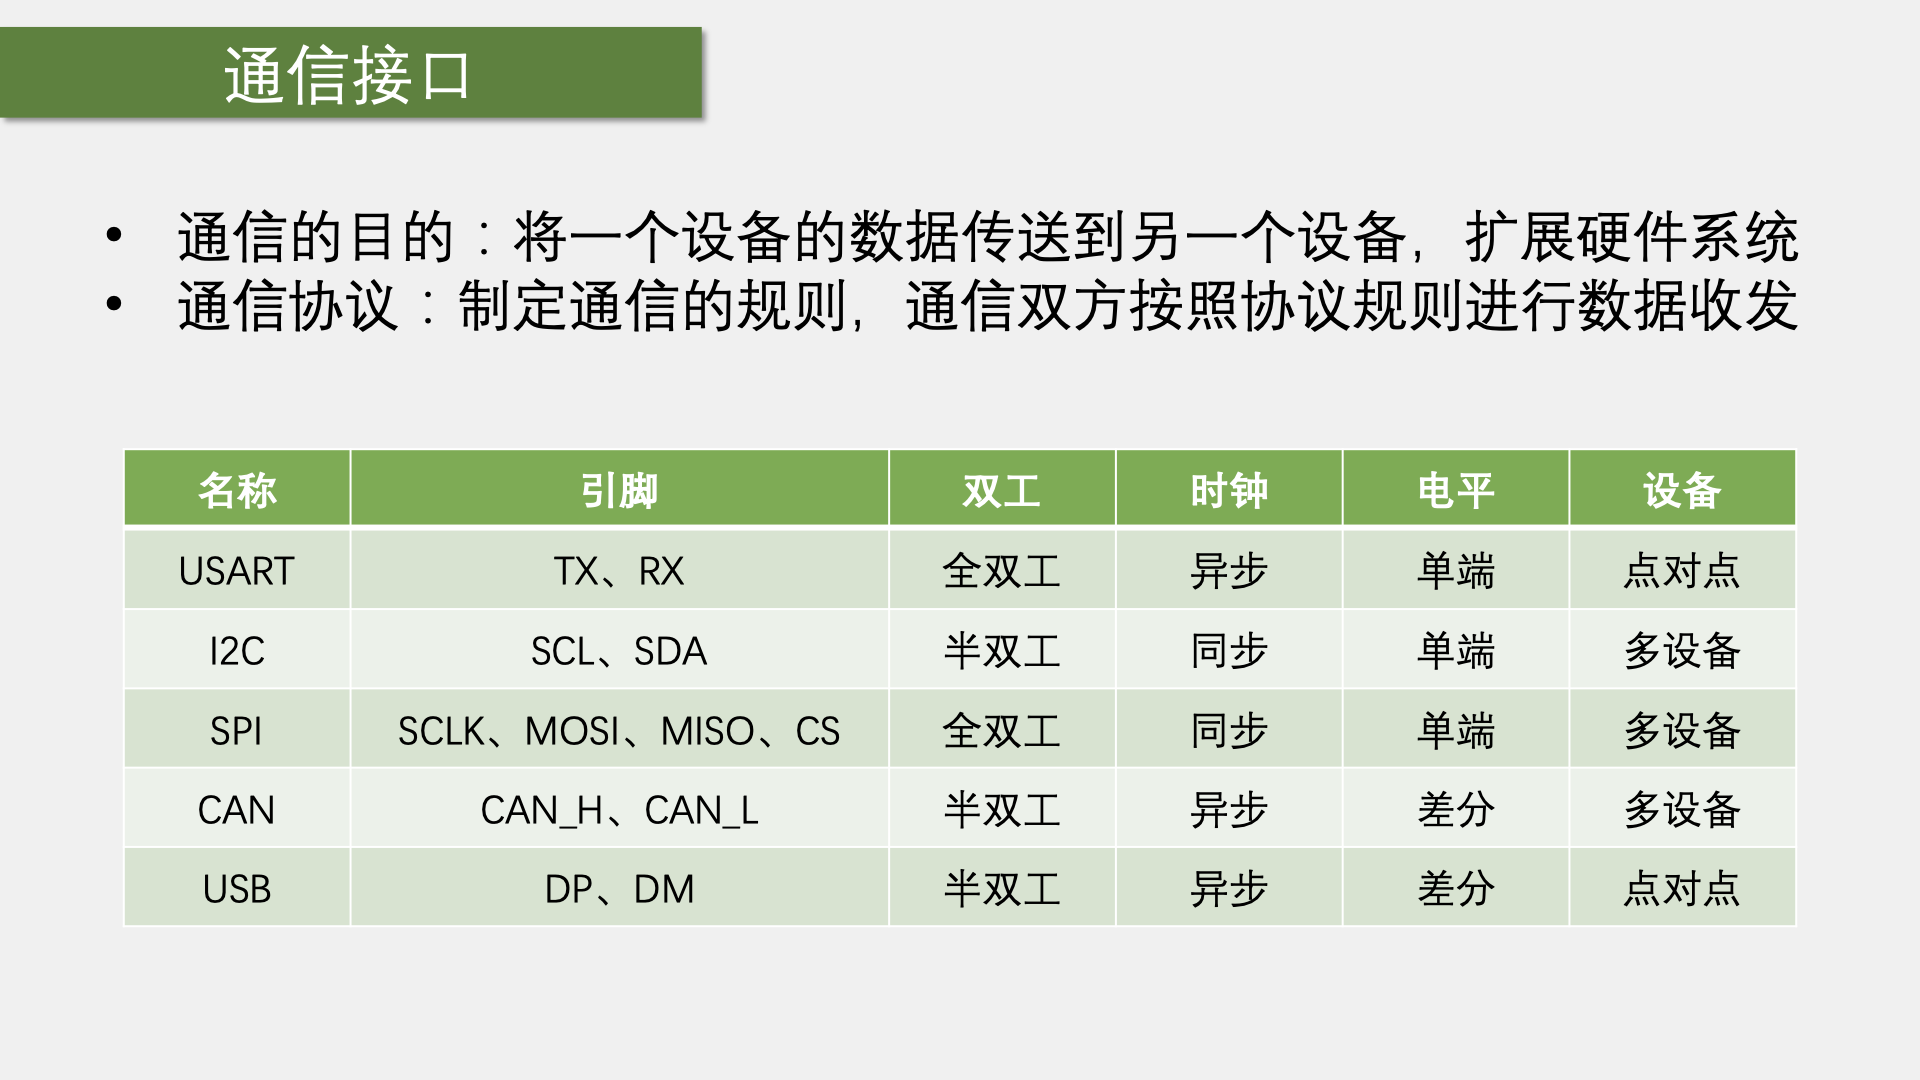 通信接口
• 通信的目的：将一个设备的数据传送到另一个设备，扩展硬件系统
• 通信协议：制定通信的规则，通信双方按照协议规则进行数据收发
名称 引脚 双工 时钟 电平 设备
USART TX、RX 全双工 异步 单端 点对点
I2C SCL、SDA 半双工 同步 单端 多设备
SPI SCLK、MOSI、MISO、CS 全双工 同步 单端 多设备
CAN CAN_H、CAN_L 半双工 异步 差分 多设备
USB DP、DM 半双工 异步 差分 点对点